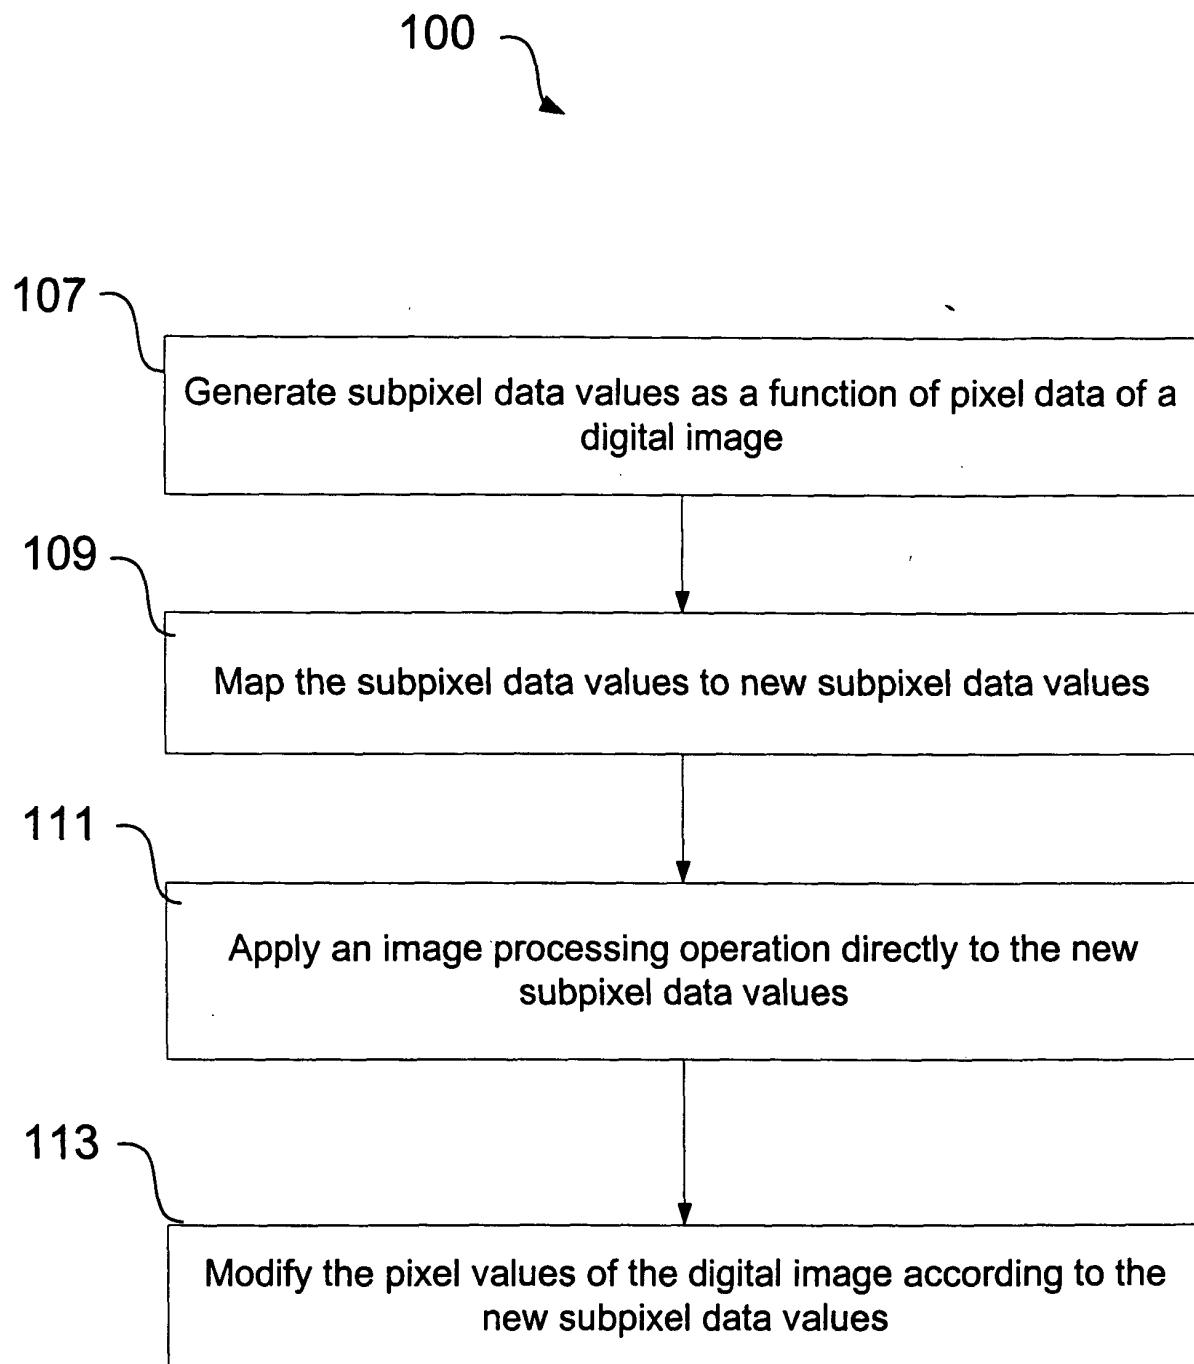 100
107
Generate subpixel data values as a function of pixel data of a
digital image
109
Map the subpixel data values to new subpixel data values
111
Apply an image processing operation directly to the new
subpixel data values
113
Modify the pixel values of the digital image according to the
new subpixel data values